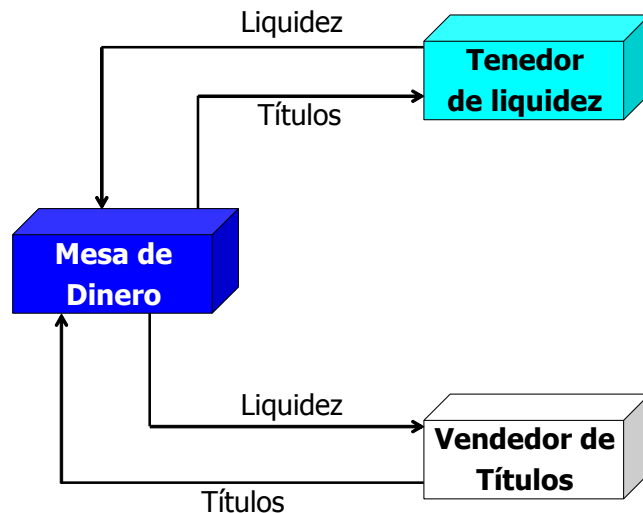 Liquidez
Tenedor
de liquidez
Títulos
Mesa de
Dinero
Liquidez
Vendedor de
Títulos
Títulos